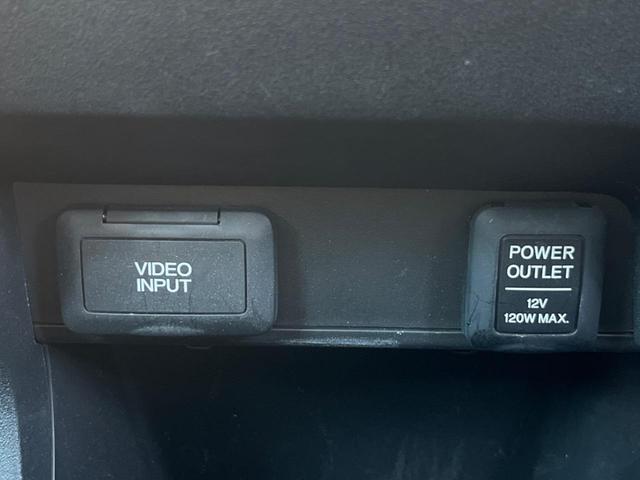 VIDEO
INPUT
POWER
OUTLET
12V
120W MAX.